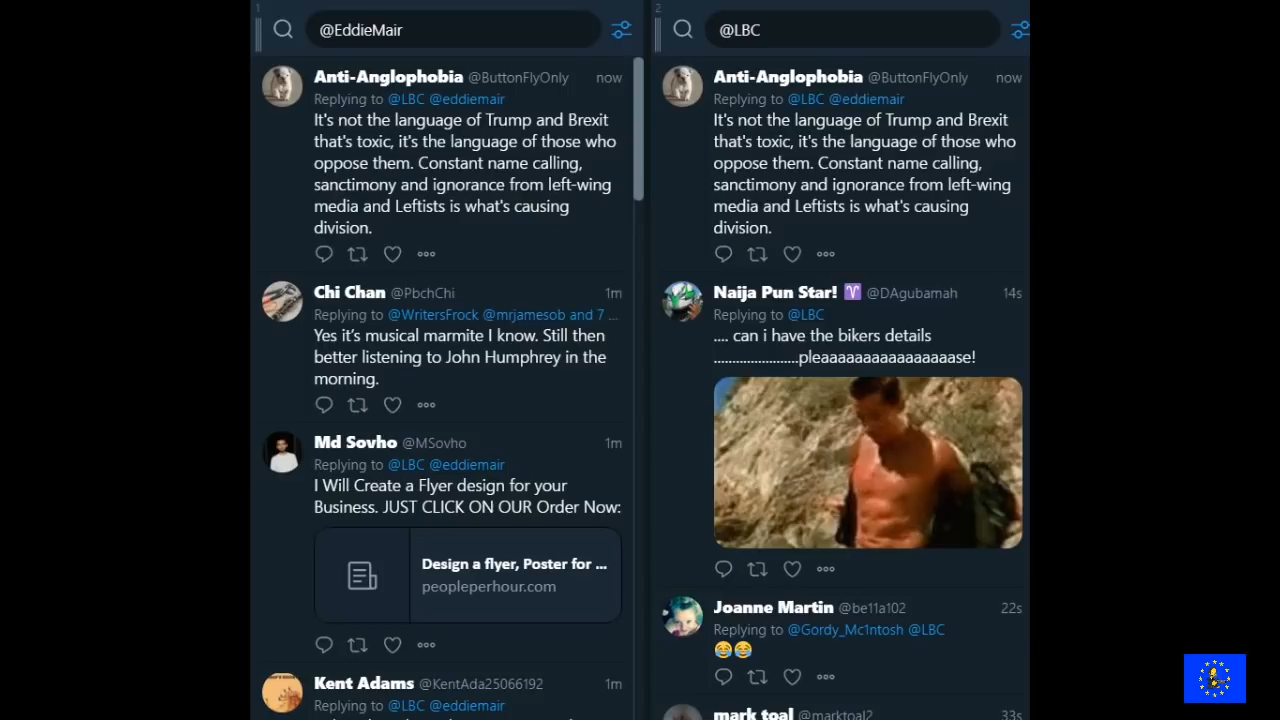 1
@EddieMair
Anti-Anglophobia @ButtonFlyOnly now
Replying to @LBC @eddiemair
It's not the language of Trump and Brexit
that's toxic, it's the language of those who
oppose them. Constant name calling,
sanctimony and ignorance from left-wing
media and Leftists is what's causing
division.
Chi Chan @PbchChi 1m
Replying to @WritersFrock @mrjamesob and 7 ...
Yes it's musical marmite I know. Still then
better listening to John Humphrey in the
morning.
Md Sovho @MSovho 1m
Replying to @LBC @eddiemair
I Will Create a Flyer design for your
Business. JUST CLICK ON OUR Order Now:
Design a flyer, Poster for ...
peopleperhour.com
Kent Adams @KentAda25066192 1m
Replying to @LBC @eddiemair
2
@LBC
Anti-Anglophobia @ButtonFlyOnly now
Replying to @LBC @eddiemair
It's not the language of Trump and Brexit
that's toxic, it's the language of those who
oppose them. Constant name calling,
sanctimony and ignorance from left-wing
media and Leftists is what's causing
division.
Naija Pun Star! ♈ @DAgubamah 14s
Replying to @LBC
.... can i have the bikers details
.......................pleaaaaaaaaaaaaaaaase!
Joanne Martin @be11a102 22s
Replying to @Gordy_Mc1ntosh @LBC
😂😂
mark toal @marktoal2 33s